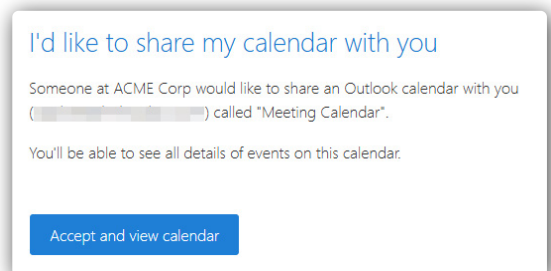 I'd like to share my calendar with you
Someone at ACME Corp would like to share an Outlook calendar with you
() called "Meeting Calendar".
You'll be able to see all details of events on this calendar.
Accept and view calendar